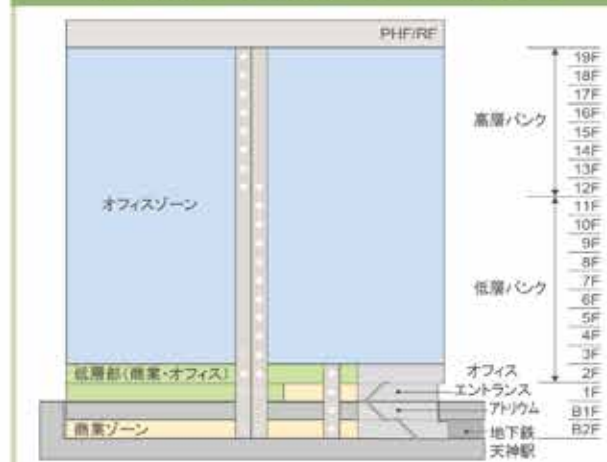 PHF/RF
19F
18F
17F
16F
15F
14F
13F
12F
高層バンク
オフィスゾーン
11F
10F
9F
8F
7F
6F
5F
4F
3F
2F
低層バンク
低層部(商業・オフィス)
オフィス
エントランス
1F
アトリウム
B1F
商業ゾーン
地下鉄
天神駅
B2F